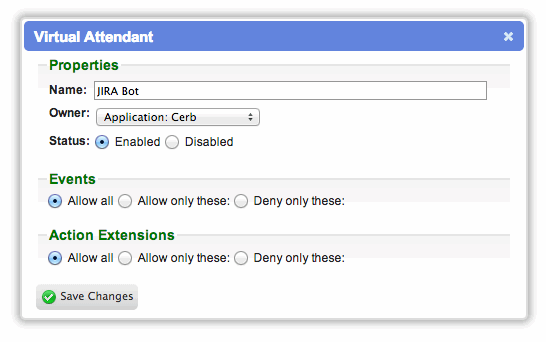 Virtual Attendant
Properties
Name: JIRA Bot
Owner: Application: Cerb
Status: Enabled Disabled
Events
Allow all Allow only these: Deny only these:
Action Extensions
Allow all Allow only these: Deny only these:
Save Changes